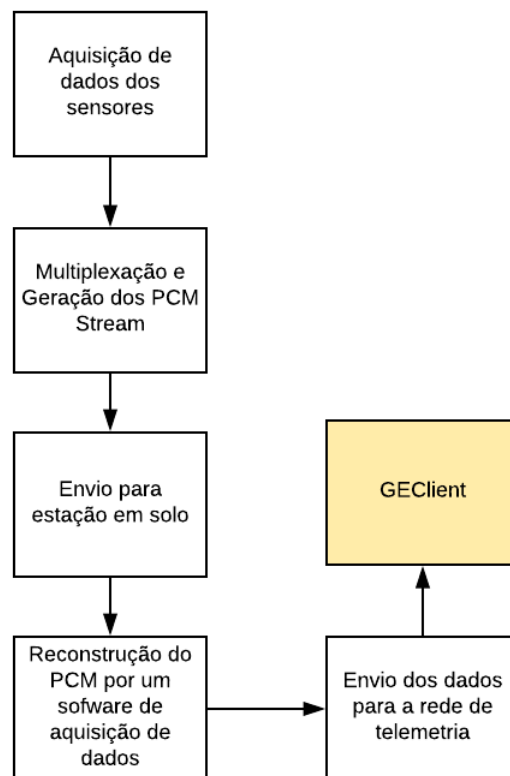 Aquisição de
dados dos
sensores
Multiplexação e
Geração dos PCM
Stream
Envio para
estação em solo
Reconstrução do
PCM por um
sofware de
aquisição de
dados
Envio dos dados
para a rede de
telemetria
GEClient